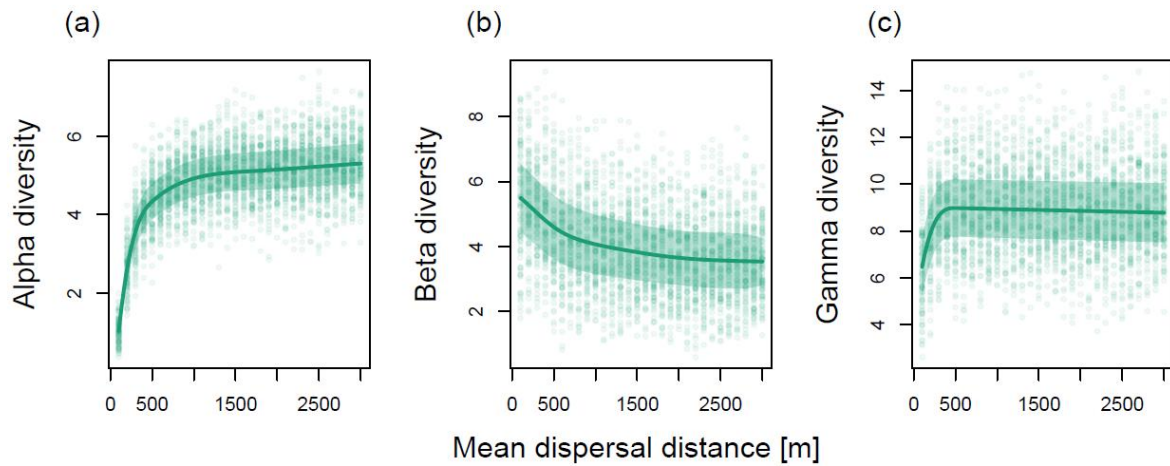 (a)
(b)
(c)
Alpha diversity
2
4
6
0 500 1500 2500
Beta diversity
2
4
6
8
0 500 1500 2500
Gamma diversity
4
6
8
10
12
14
0 500 1500 2500
Mean dispersal distance [m]